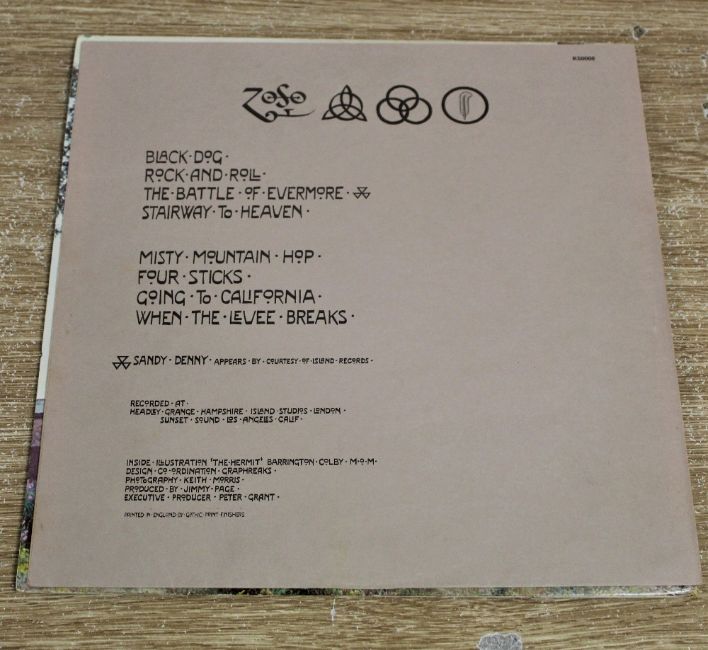 K50008
ZoSo
BLACK·DOG·
ROCK·AND·ROLL·
THE·BATTLE·OF·EVERMORE·
STAIRWAY·To·HEAVEN·
MISTY·MOUNTAIN·HOP·
FOUR·STICKS·
GOING·To·CALIFORNIA·
WHEN·THE·LEVEE·BREAKS·
SANDY·DENNY·APPEARS·BY·COURTESY·OF·ISLAND·RECORDS·
RECORDED·AT·
HEADLEY·GRANGE·HAMPSHIRE·ISLAND·STUDIOS·LONDON·
SUNSET·SOUND·LOS·ANGELES·CALIF·
INSIDE·ILLUSTRATION 'THE·HERMIT' BARRINGTON·COLBY·M·O·M·
DESIGN·CO-ORDINATION·GRAPHREAKS·
PHOTOGRAPHY·KEITH·MORRIS·
PRODUCED·BY·JIMMY·PAGE·
EXECUTIVE·PRODUCER·PETER·GRANT·
PRINTED·IN·ENGLAND·BY·GOTHIC·PRINT·FINISHERS